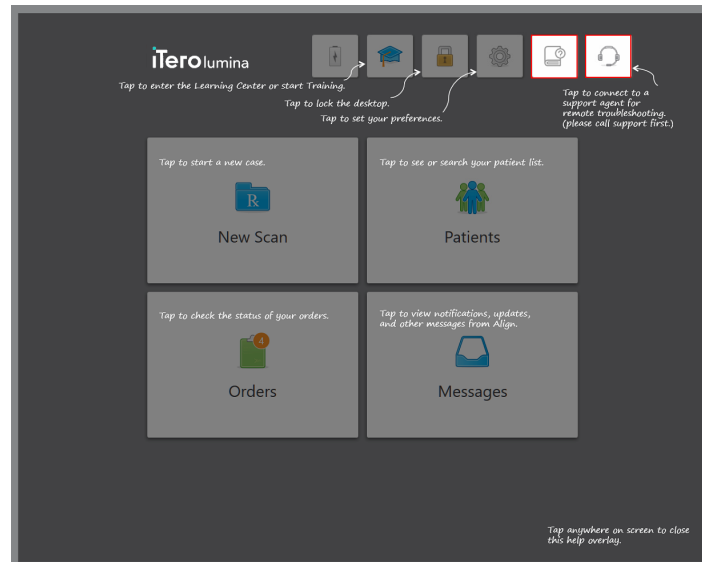 iTero lumina
Tap to enter the Learning Center or start Training.
Tap to lock the desktop.
Tap to set your preferences.
Tap to connect to a
support agent for
remote troubleshooting.
(please call support first.)
Tap to start a new case.
New Scan
Tap to see or search your patient list.
Patients
Tap to check the status of your orders.
4
Orders
Tap to view notifications, updates,
and other messages from Align.
Messages
Tap anywhere on screen to close
this help overlay.